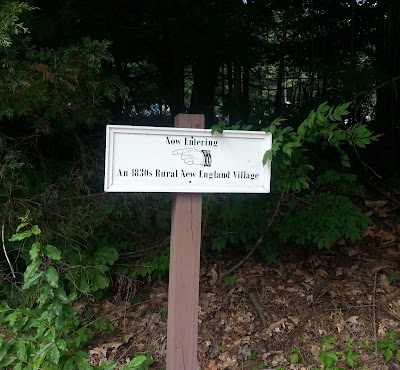 Now Entering
An 1830s Rural New England Village